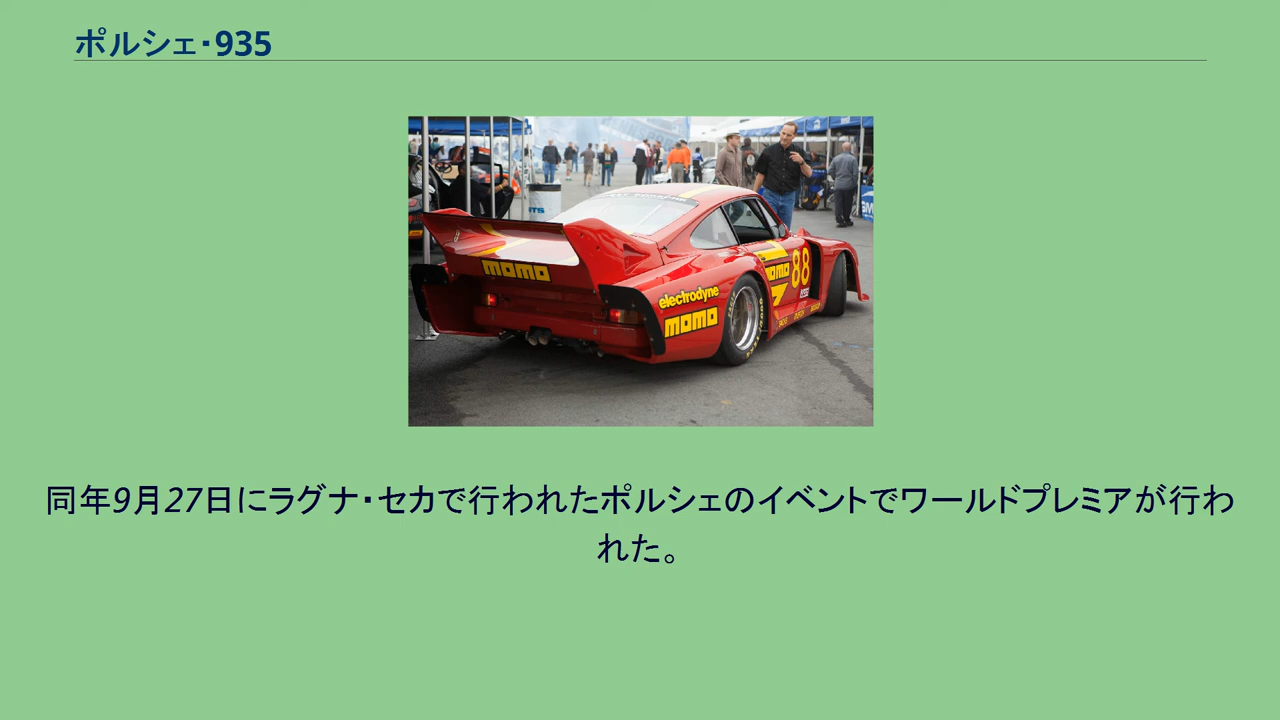 ポルシェ・935
momo
electrodyne
momo
momo
88
同年9月27日にラグナ・セカで行われたポルシェのイベントでワールドプレミアが行わ
れた。